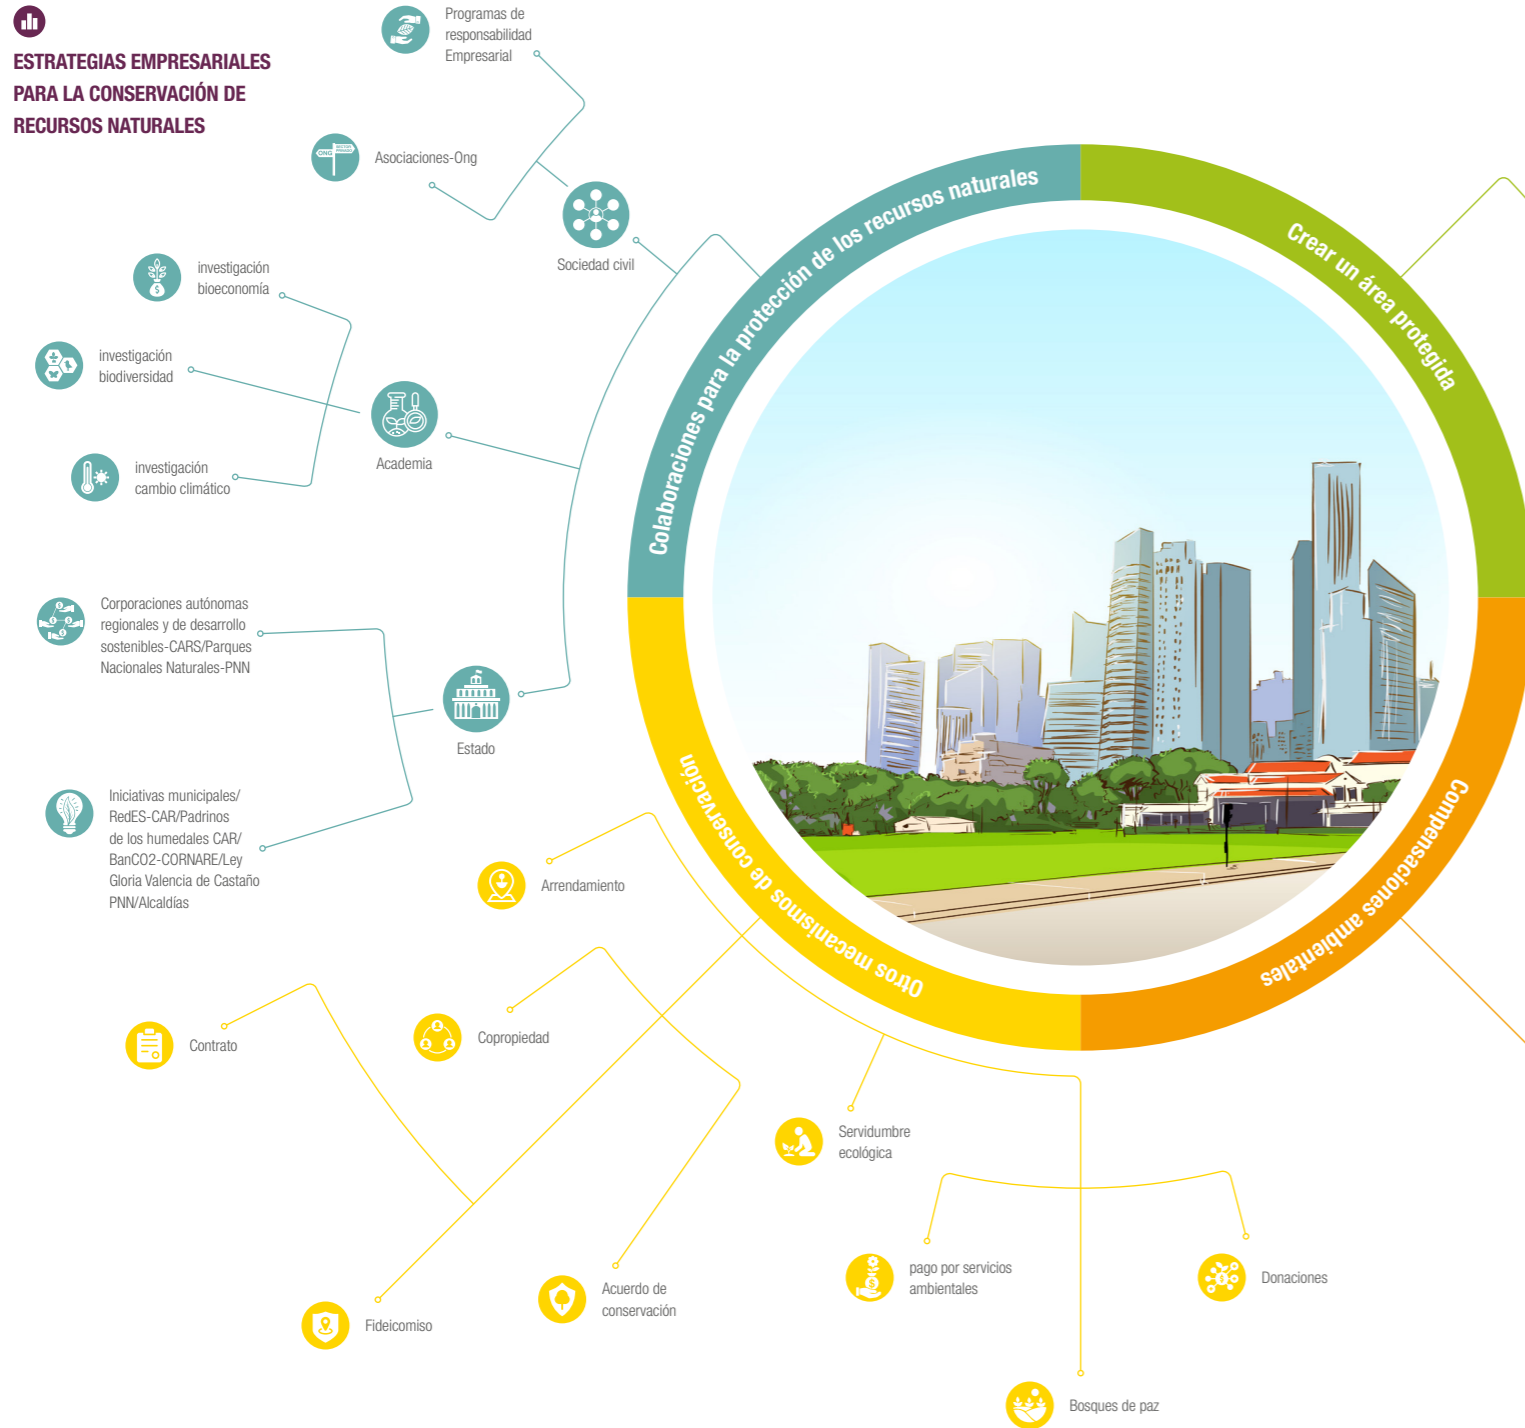 ESTRATEGIAS EMPRESARIALES
PARA LA CONSERVACIÓN DE
RECURSOS NATURALES
Programas de
responsabilidad
Empresarial
ONG
SECTOR
PRIVADO
Asociaciones-Ong
Sociedad civil
investigación
bioeconomía
investigación
biodiversidad
investigación
cambio climático
Academia
Corporaciones autónomas
regionales y de desarrollo
sostenibles-CARS/Parques
Nacionales Naturales-PNN
Estado
Iniciativas municipales/
RedES-CAR/Padrinos
de los humedales CAR/
BanCO2-CORNARE/Ley
Gloria Valencia de Castaño
PNN/Alcaldías
Colaboraciones para la protección de los recursos naturales
Crear un área protegida
Compensaciones ambientales
Otros mecanismos de conservación
Arrendamiento
Contrato
Copropiedad
Servidumbre
ecológica
Fideicomiso
Acuerdo de
conservación
pago por servicios
ambientales
Donaciones
Bosques de paz